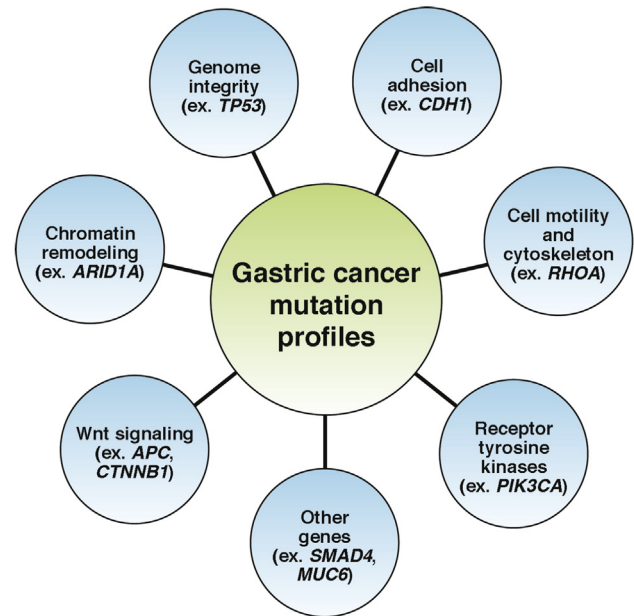 Genome
integrity
(ex. TP53)
Cell
adhesion
(ex. CDH1)
Chromatin
remodeling
(ex. ARID1A)
Cell motility
and
cytoskeleton
(ex. RHOA)
Gastric cancer
mutation
profiles
Wnt signaling
(ex. APC,
CTNNB1)
Receptor
tyrosine
kinases
(ex. PIK3CA)
Other
genes
(ex. SMAD4,
MUC6)